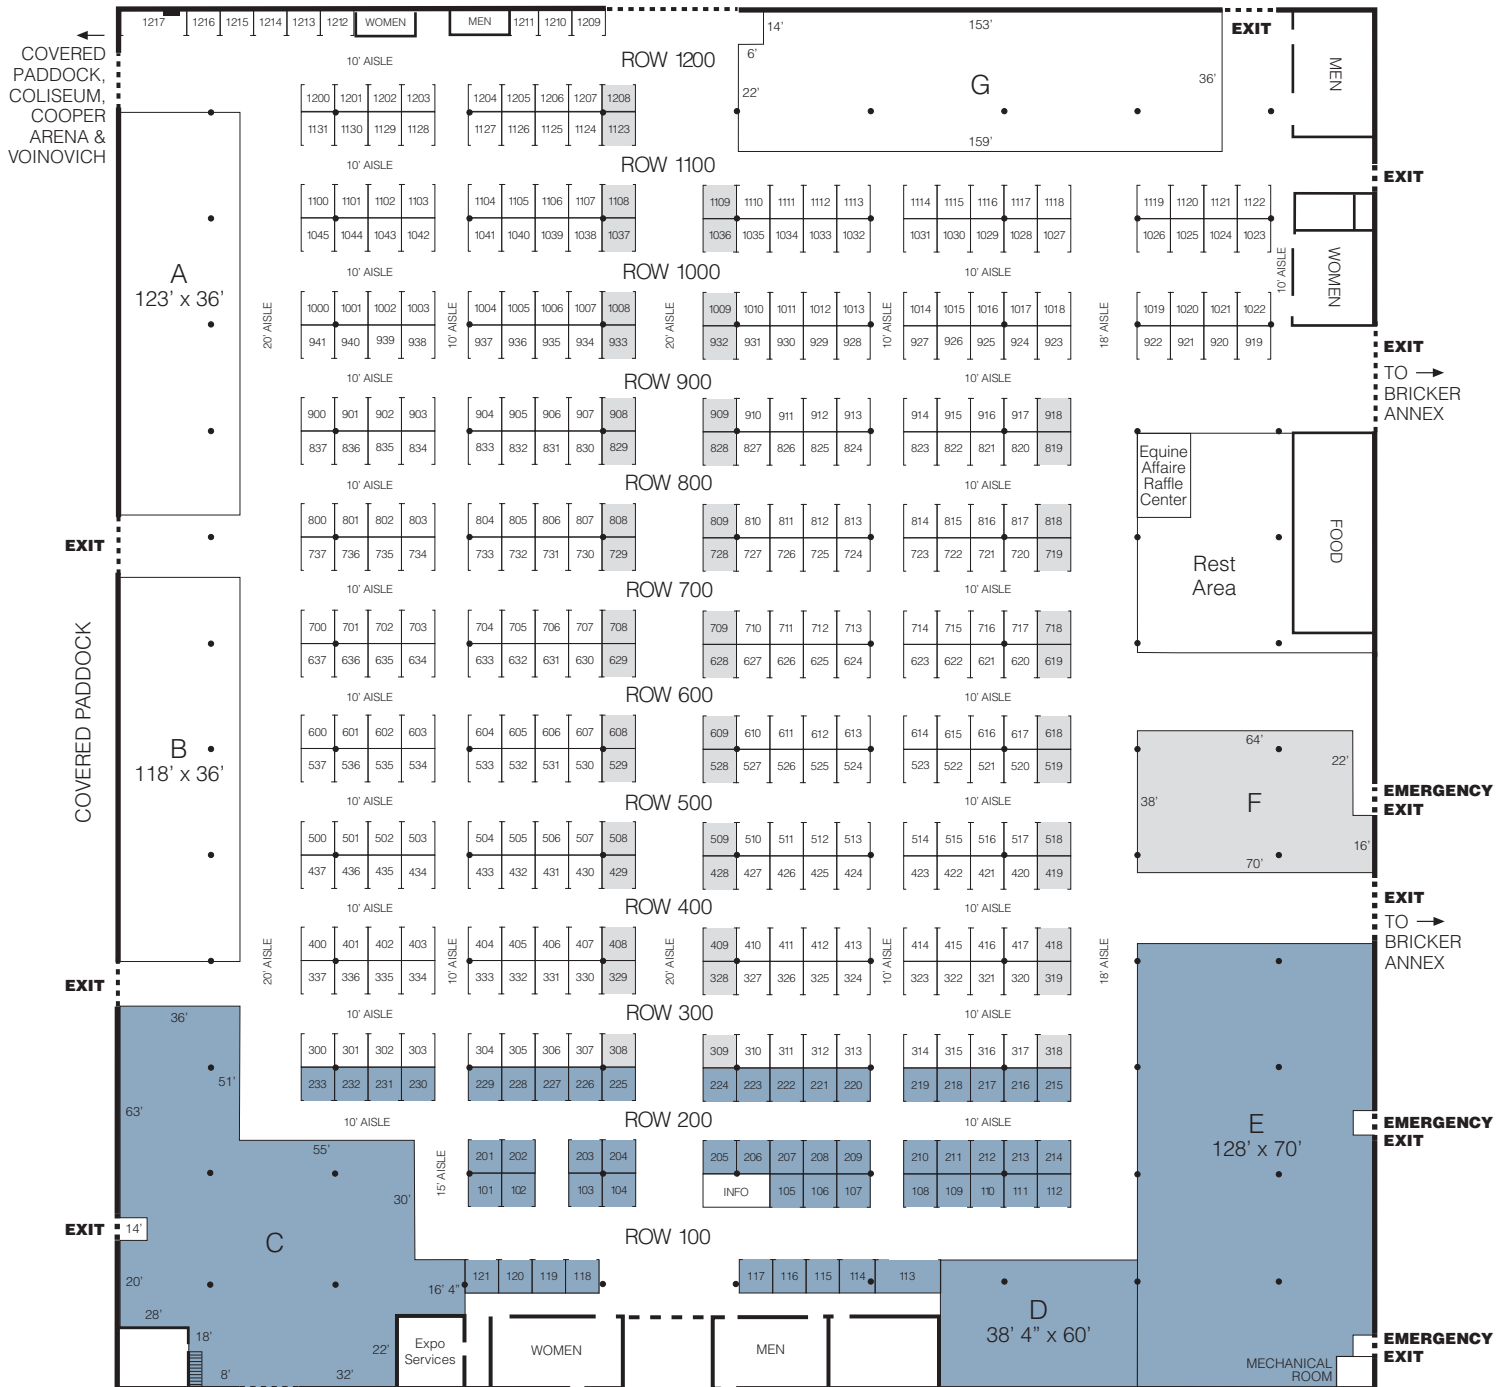 1217 1216 1215 1214 1213 1212 WOMEN MEN 1211 1210 1209
← COVERED
PADDOCK,
COLISEUM,
COOPER
ARENA &
VOINOVICH
10' AISLE
ROW 1200
14' 153'
6'
22'
G
36'
159'
EXIT
MEN
1200 1201 1202 1203 1204 1205 1206 1207 1208
1131 1130 1129 1128 1127 1126 1125 1124 1123
10' AISLE
ROW 1100
EXIT
1100 1101 1102 1103 1104 1105 1106 1107 1108 1109 1110 1111 1112 1113 1114 1115 1116 1117 1118 1119 1120 1121 1122
1045 1044 1043 1042 1041 1040 1039 1038 1037 1036 1035 1034 1033 1032 1031 1030 1029 1028 1027 1026 1025 1024 1023
A
123' x 36'
10' AISLE
ROW 1000
10' AISLE
10' AISLE
WOMEN
1000 1001 1002 1003 1004 1005 1006 1007 1008 1009 1010 1011 1012 1013 1014 1015 1016 1017 1018 1019 1020 1021 1022
20' AISLE 10' AISLE 20' AISLE 10' AISLE 18' AISLE
941 940 939 938 937 936 935 934 933 932 931 930 929 928 927 926 925 924 923 922 921 920 919
EXIT
TO →
BRICKER
ANNEX
10' AISLE
ROW 900
10' AISLE
900 901 902 903 904 905 906 907 908 909 910 911 912 913 914 915 916 917 918
837 836 835 834 833 832 831 830 829 828 827 826 825 824 823 822 821 820 819
Equine
Affaire
Raffle
Center
10' AISLE
ROW 800
10' AISLE
800 801 802 803 804 805 806 807 808 809 810 811 812 813 814 815 816 817 818
737 736 735 734 733 732 731 730 729 728 727 726 725 724 723 722 721 720 719
EXIT
FOOD
Rest
Area
10' AISLE
ROW 700
10' AISLE
700 701 702 703 704 705 706 707 708 709 710 711 712 713 714 715 716 717 718
637 636 635 634 633 632 631 630 629 628 627 626 625 624 623 622 621 620 619
COVERED PADDOCK
10' AISLE
ROW 600
10' AISLE
600 601 602 603 604 605 606 607 608 609 610 611 612 613 614 615 616 617 618
537 536 535 534 533 532 531 530 529 528 527 526 525 524 523 522 521 520 519
B
118' x 36'
64'
22'
38'
F
16'
70'
EMERGENCY
EXIT
10' AISLE
ROW 500
10' AISLE
500 501 502 503 504 505 506 507 508 509 510 511 512 513 514 515 516 517 518
437 436 435 434 433 432 431 430 429 428 427 426 425 424 423 422 421 420 419
EXIT
TO →
BRICKER
ANNEX
10' AISLE
ROW 400
10' AISLE
400 401 402 403 404 405 406 407 408 409 410 411 412 413 414 415 416 417 418
20' AISLE 10' AISLE 20' AISLE 10' AISLE 18' AISLE
337 336 335 334 333 332 331 330 329 328 327 326 325 324 323 322 321 320 319
EXIT
10' AISLE
ROW 300
10' AISLE
300 301 302 303 304 305 306 307 308 309 310 311 312 313 314 315 316 317 318
233 232 231 230 229 228 227 226 225 224 223 222 221 220 219 218 217 216 215
36'
51'
63'
10' AISLE
ROW 200
10' AISLE
E
128' x 70'
EMERGENCY
EXIT
55'
15' AISLE
201 202 203 204 205 206 207 208 209 210 211 212 213 214
101 102 103 104 INFO 105 106 107 108 109 110 111 112
30'
EXIT
14'
C
ROW 100
20'
16' 4"
121 120 119 118 117 116 115 114 113
28'
18'
8'
32'
22'
Expo
Services
WOMEN
MEN
D
38' 4" x 60'
EMERGENCY
EXIT
MECHANICAL
ROOM